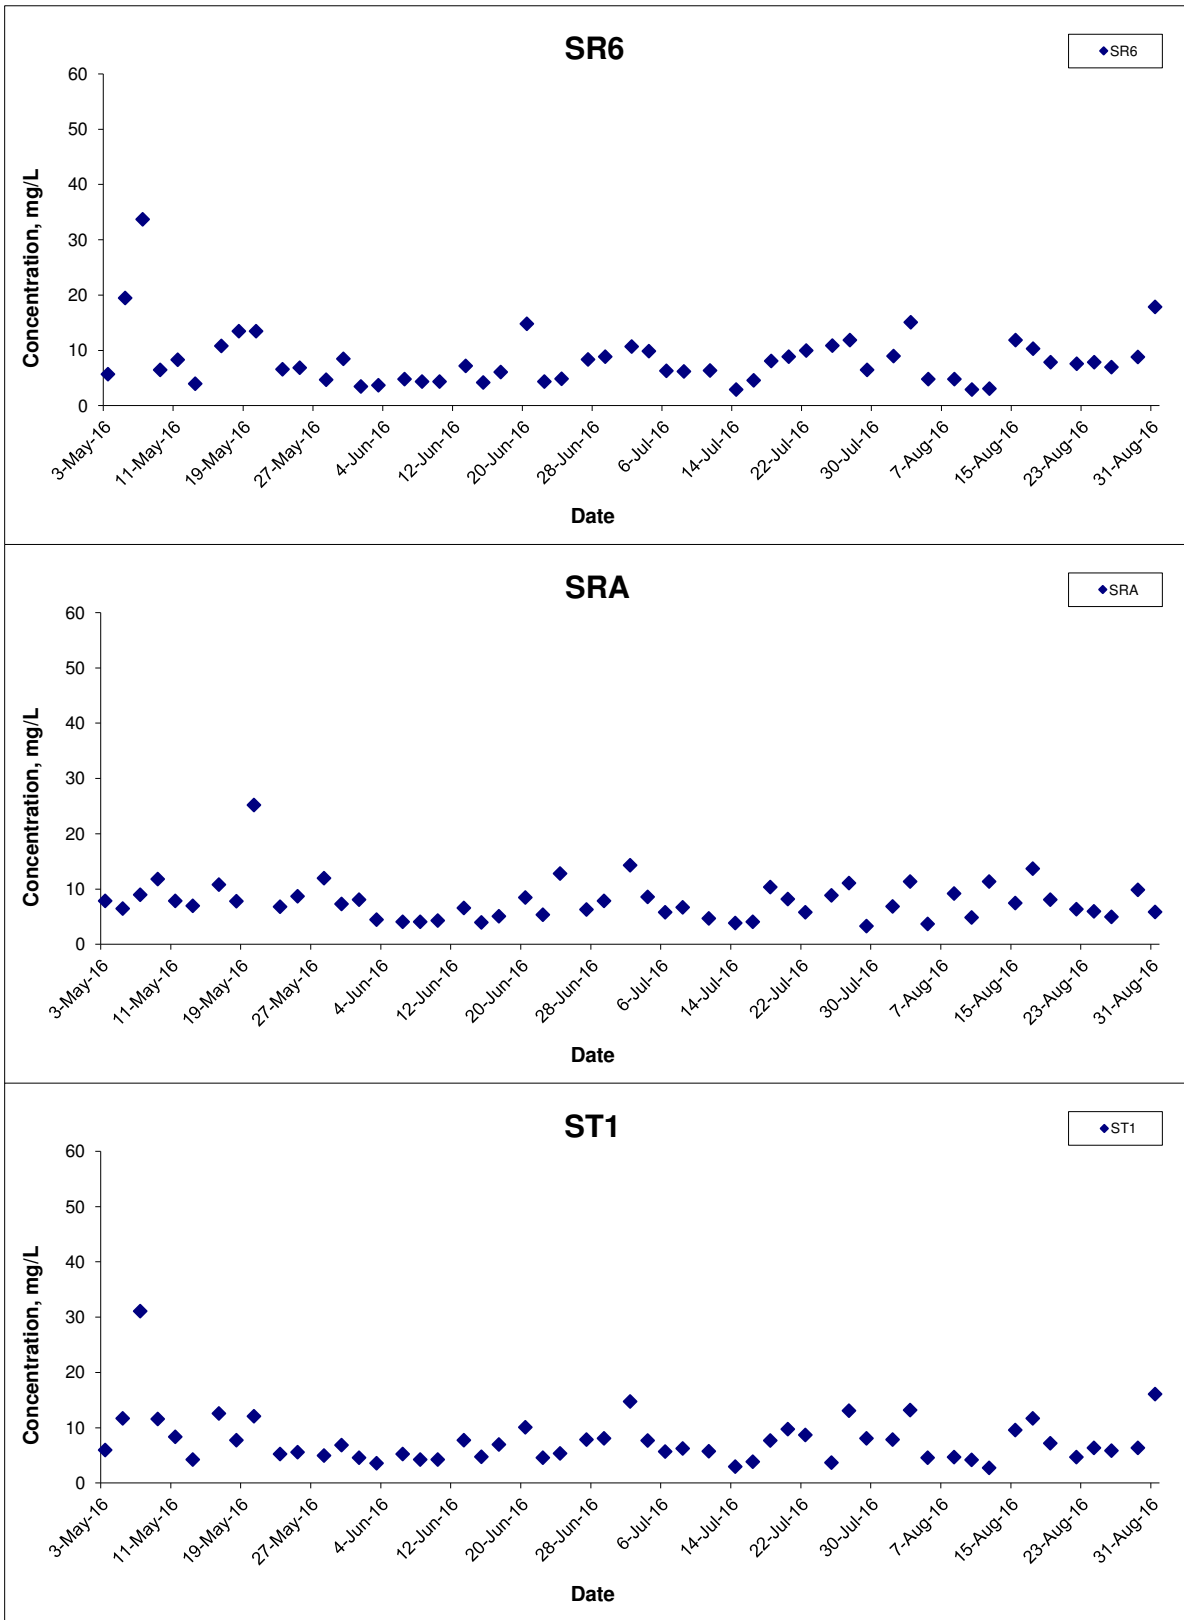 SR6
SR6
60
50
40
30
20
10
0
Concentration, mg/L
3-May-16
11-May-16
19-May-16
27-May-16
4-Jun-16
12-Jun-16
20-Jun-16
28-Jun-16
6-Jul-16
14-Jul-16
22-Jul-16
30-Jul-16
7-Aug-16
15-Aug-16
23-Aug-16
31-Aug-16
Date
SRA
SRA
60
50
40
30
20
10
0
Concentration, mg/L
3-May-16
11-May-16
19-May-16
27-May-16
4-Jun-16
12-Jun-16
20-Jun-16
28-Jun-16
6-Jul-16
14-Jul-16
22-Jul-16
30-Jul-16
7-Aug-16
15-Aug-16
23-Aug-16
31-Aug-16
Date
ST1
ST1
60
50
40
30
20
10
0
Concentration, mg/L
3-May-16
11-May-16
19-May-16
27-May-16
4-Jun-16
12-Jun-16
20-Jun-16
28-Jun-16
6-Jul-16
14-Jul-16
22-Jul-16
30-Jul-16
7-Aug-16
15-Aug-16
23-Aug-16
31-Aug-16
Date